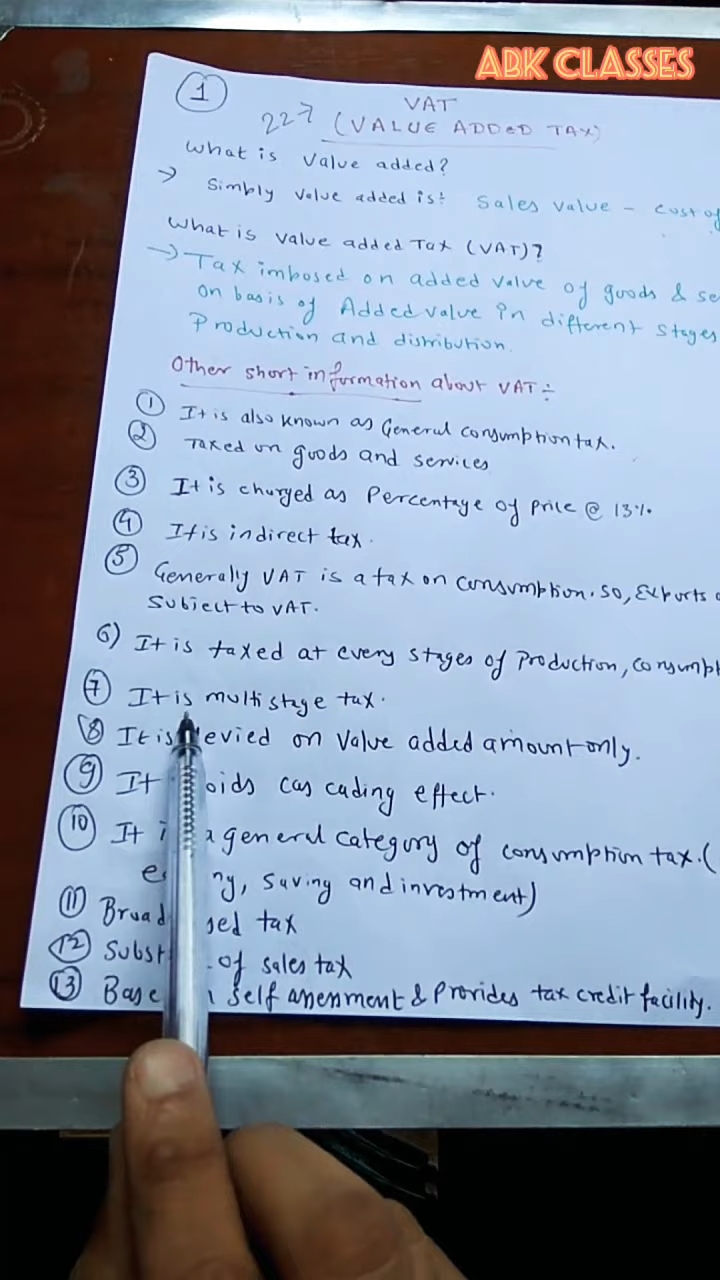 ABK CLASSES
1
VAT
227 (VALUE ADDED TAX)
What is Value added?
→ Simply value added is: Sales value - cost of
What is value added Tax (VAT)?
→ Tax imbosed on added value of goods & se
on basis of Added value in different stages
Production and distribution.
Other short information about VAT:-
1 It is also known as General consumption tax.
2 Taxed on goods and services
3 It is charged as Percentage of price @ 13%
4 It is indirect tax.
5 Generally VAT is a tax on consumption. so, Exports
Subject to VAT.
6) It is taxed at every stages of Production, consumpt
7 It is multistage tax.
8 It is levied on value added amount only.
9 It oids cascading effect.
10 It a general category of consumption tax. (
ny, saving and investment)
11 Broad sed tax
12 Subst of sales tax
13 Base self assessment & Provides tax credit facility.